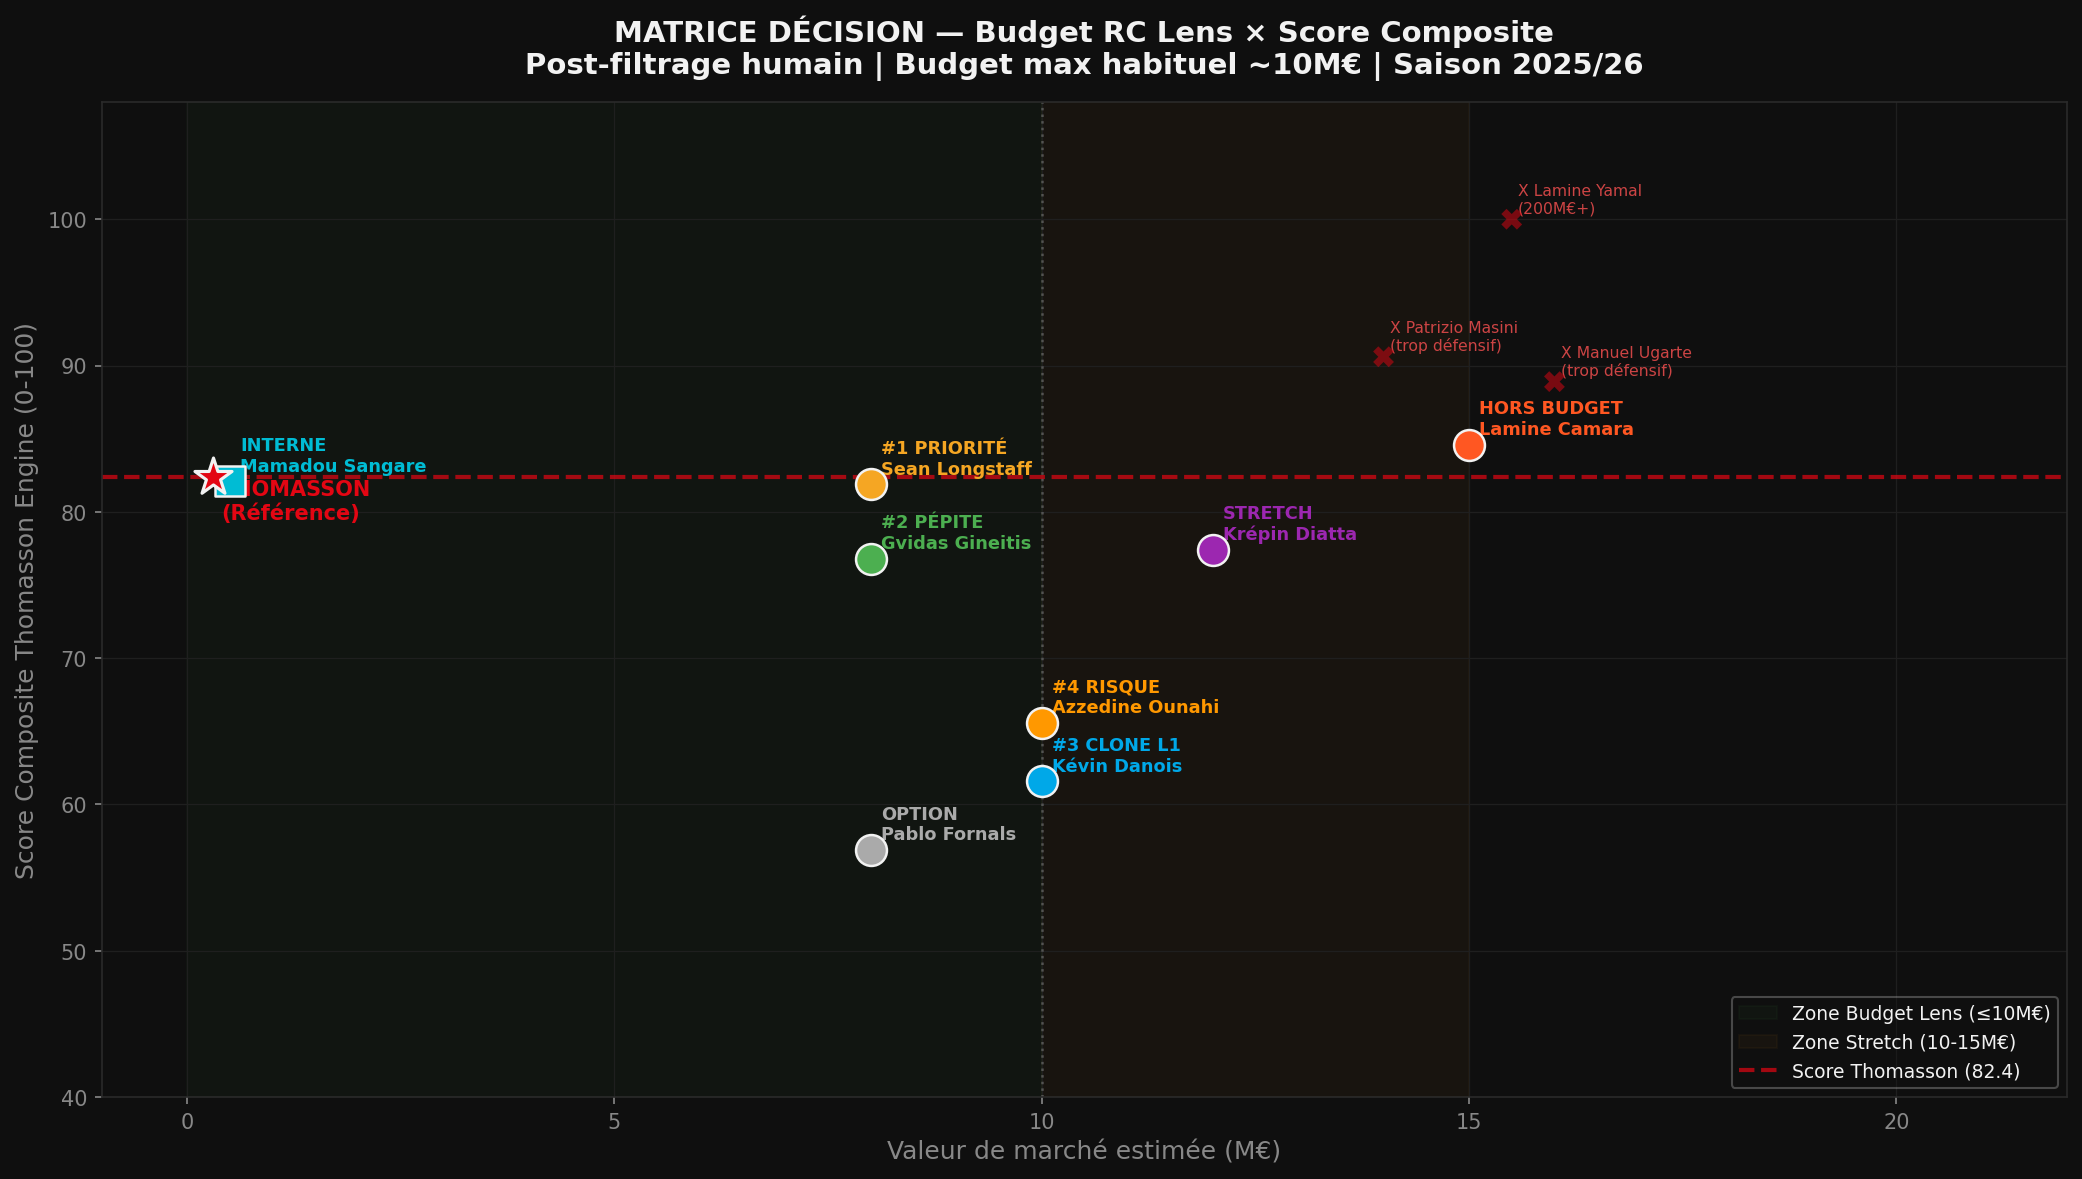 MATRICE DÉCISION — Budget RC Lens × Score Composite
Post-filtrage humain | Budget max habituel ~10M€ | Saison 2025/26
Score Composite Thomasson Engine (0-100)
100
90
80
70
60
50
40
X Lamine Yamal
(200M€+)
X Patrizio Masini
(trop défensif)
X Manuel Ugarte
(trop défensif)
HORS BUDGET
Lamine Camara
INTERNE
Mamadou Sangare
(Référence)
#1 PRIORITÉ
Sean Longstaff
#2 PÉPITE
Gvidas Gineitis
STRETCH
Krépin Diatta
#4 RISQUE
Azzedine Ounahi
#3 CLONE L1
Kévin Danois
OPTION
Pablo Fornals
Zone Budget Lens (≤10M€)
Zone Stretch (10-15M€)
Score Thomasson (82.4)
0
5
10
15
20
Valeur de marché estimée (M€)